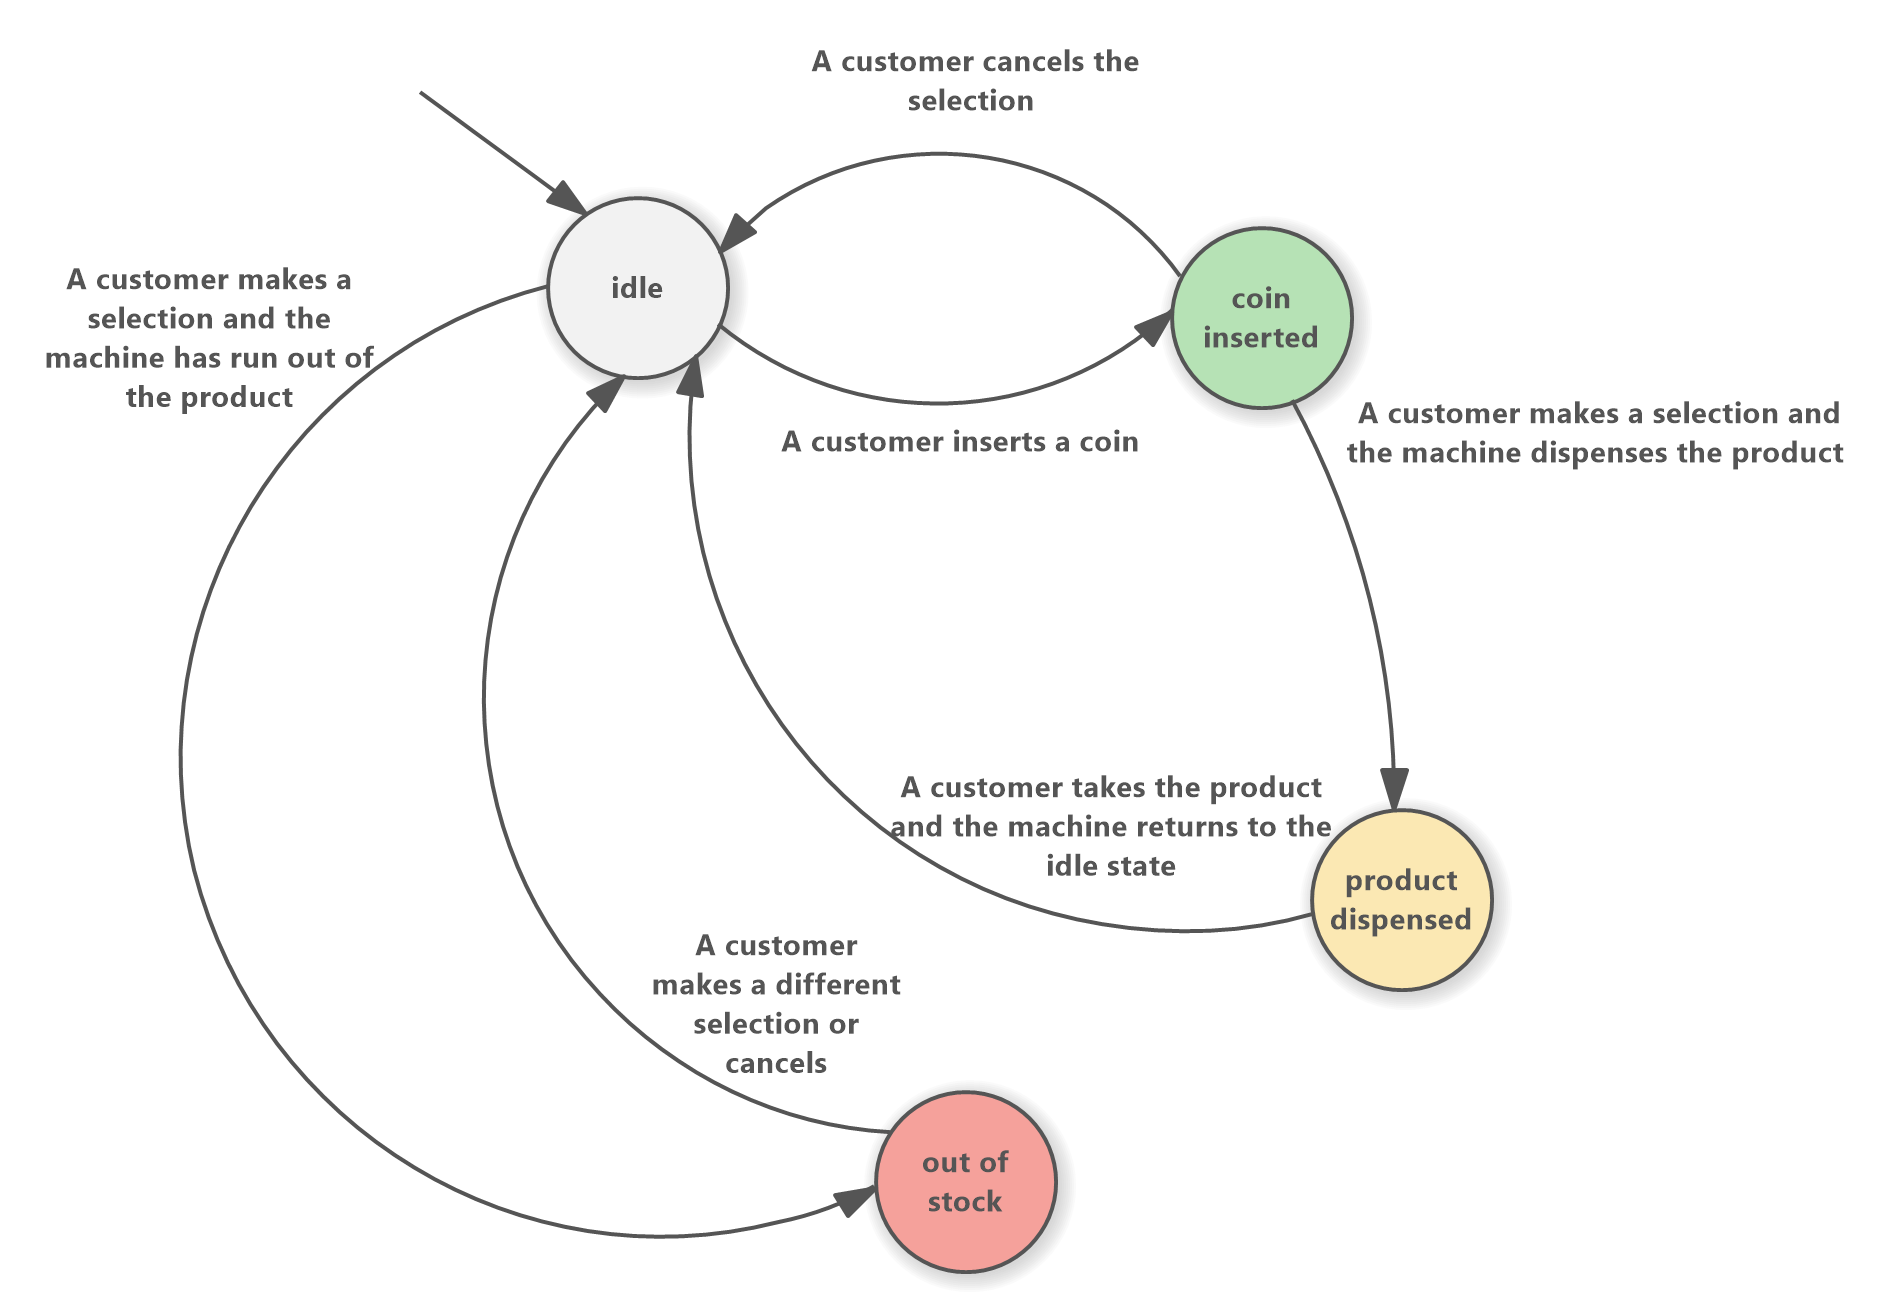 A customer cancels the
selection
idle
coin
inserted
A customer makes a
selection and the
machine has run out of
the product
A customer inserts a coin
A customer makes a selection and
the machine dispenses the product
A customer takes the product
and the machine returns to the
idle state
product
dispensed
A customer
makes a different
selection or
cancels
out of
stock